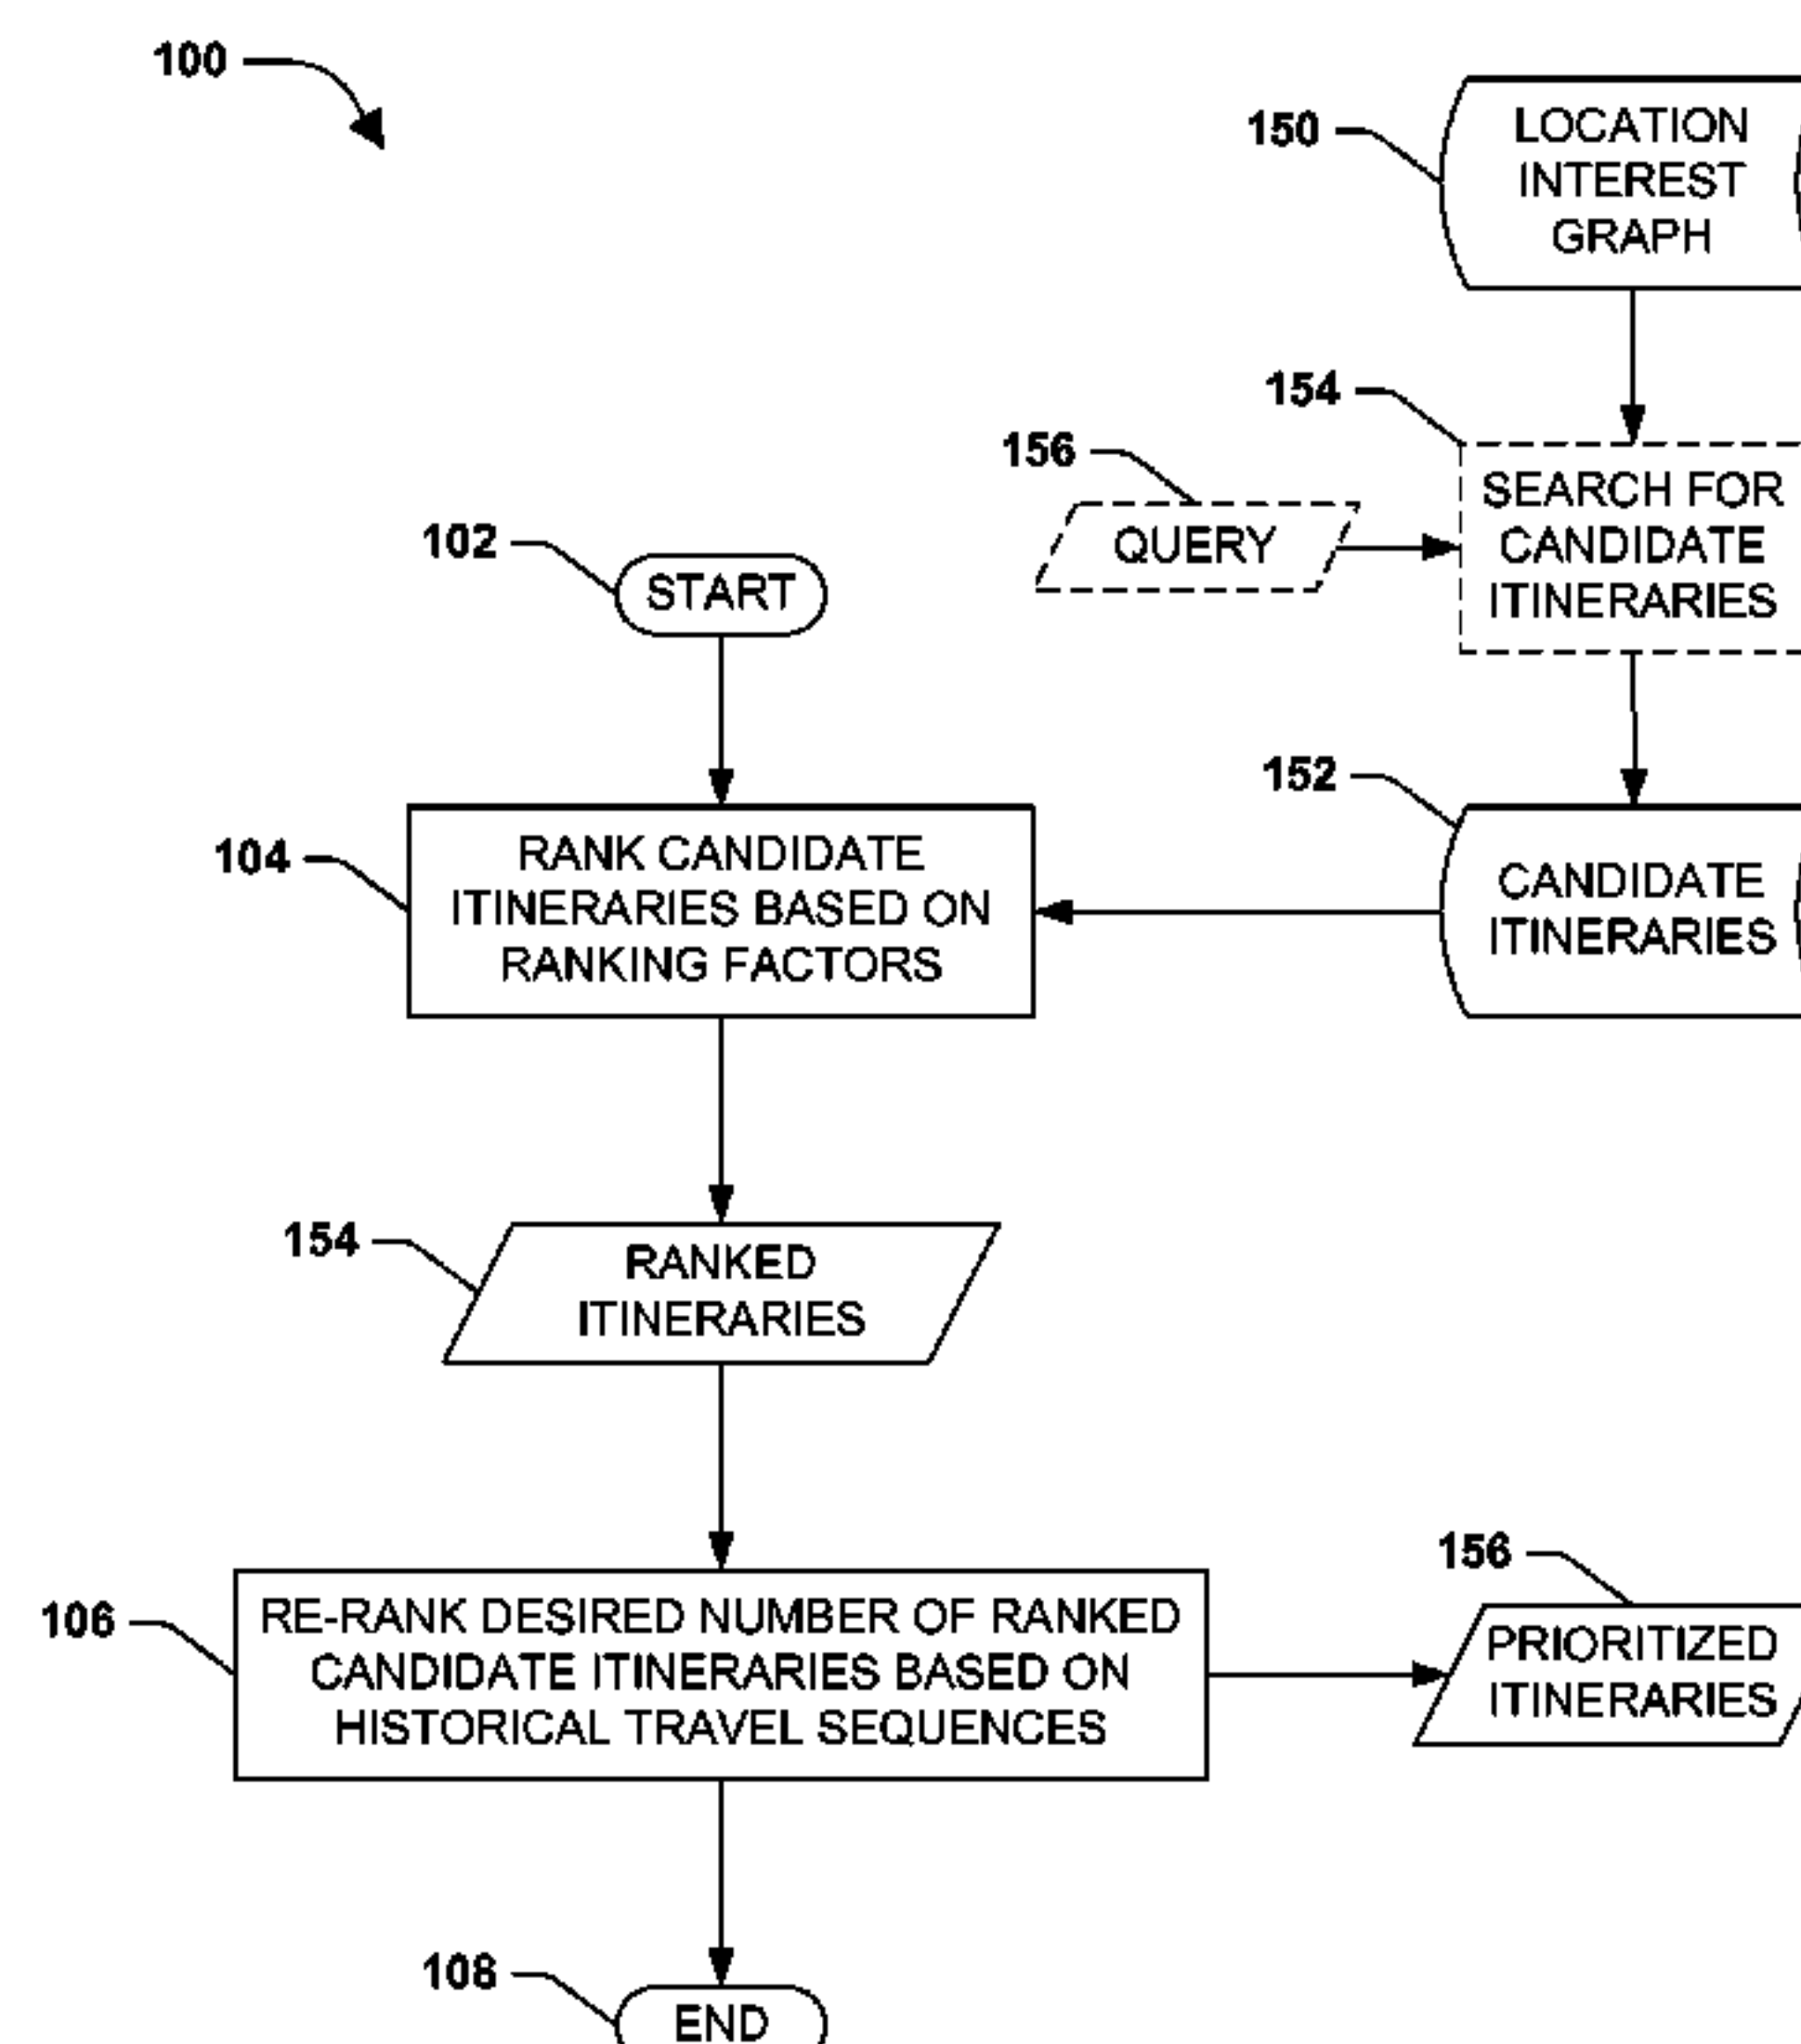 100
150
LOCATION
INTEREST
GRAPH
154
156
SEARCH FOR
CANDIDATE
ITINERARIES
QUERY
102
START
152
104
RANK CANDIDATE
ITINERARIES BASED ON
RANKING FACTORS
CANDIDATE
ITINERARIES
154
RANKED
ITINERARIES
156
106
RE-RANK DESIRED NUMBER OF RANKED
CANDIDATE ITINERARIES BASED ON
HISTORICAL TRAVEL SEQUENCES
PRIORITIZED
ITINERARIES
108
END